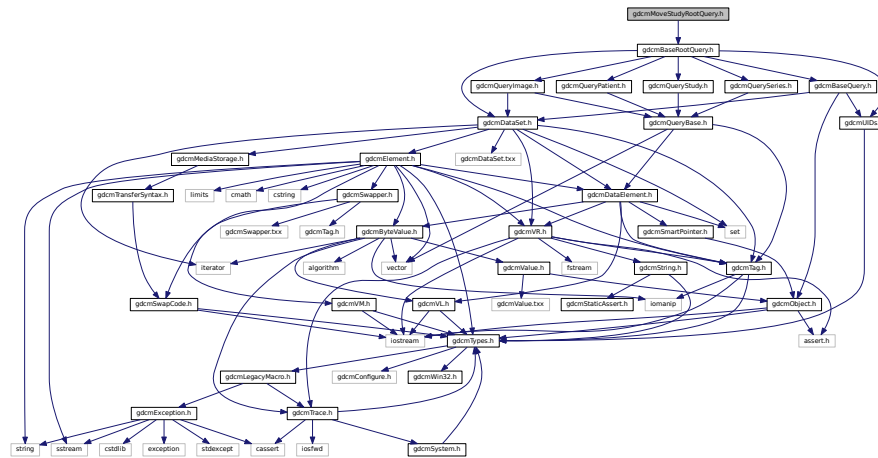 gdcmMoveStudyRootQuery.h
gdcmBaseRootQuery.h
gdcmQueryImage.h
gdcmQueryPatient.h
gdcmQueryStudy.h
gdcmQuerySeries.h
gdcmBaseQuery.h
gdcmDataSet.h
gdcmQueryBase.h
gdcmUIDs
gdcmMediaStorage.h
gdcmElement.h
gdcmDataSet.txx
gdcmTransferSyntax.h
limits
cmath
cstring
gdcmSwapper.h
gdcmDataElement.h
gdcmSwapper.txx
gdcmTag.h
gdcmByteValue.h
gdcmVR.h
gdcmSmartPointer.h
set
iterator
algorithm
vector
gdcmValue.h
fstream
gdcmString.h
gdcmTag.h
gdcmSwapCode.h
gdcmVM.h
gdcmVL.h
gdcmValue.txx
gdcmStaticAssert.h
iomanip
gdcmObject.h
iostream
gdcmTypes.h
assert.h
gdcmLegacyMacro.h
gdcmConfigure.h
gdcmWin32.h
gdcmException.h
gdcmTrace.h
string
sstream
cstdlib
exception
stdexcept
cassert
iosfwd
gdcmSystem.h